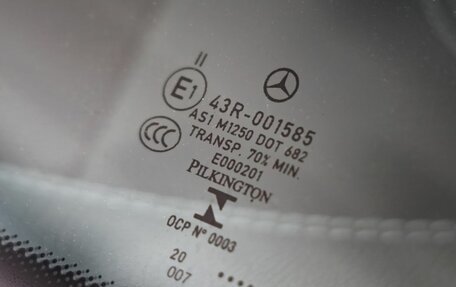 II
E1
43R-001585
AS1 M1250 DOT 682
CCC
TRANSP. 70% MIN.
E000201
PILKINGTON
OCP Nº 0003
20
007